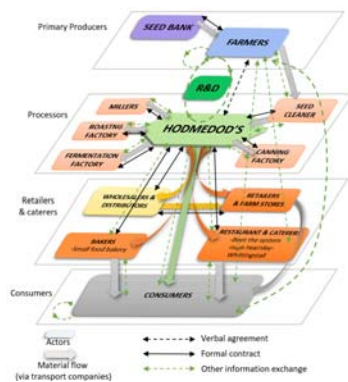 Primary Producers
SEED BANK
FARMERS
R&D
Processors
MILLERS
ROASTING
FACTORY
FERMENTATION
FACTORY
HODMEDOD'S
SEED
CLEANER
CANNING
FACTORY
Retailers
& caterers
WHOLESALERS &
DISTRIBUTORS
RETAILERS
& FARM STORES
BAKERS
-Small food bakery
RESTAURANT & CATERERS
Consumers
CONSUMERS
Actors
Material flow
{via transport companies}
Verbal agreement
Formal contract
Other information exchange